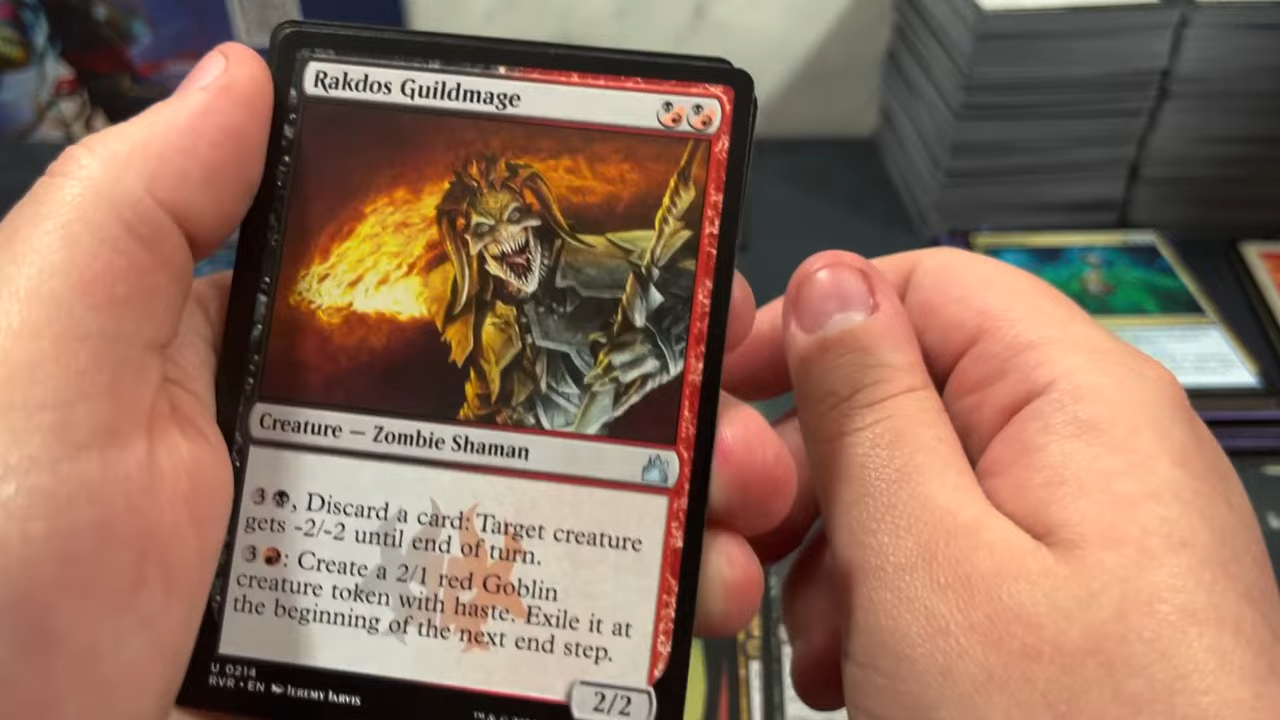 Rakdos Guildmage
Creature — Zombie Shaman
3 , Discard a card: Target creature
gets -2/-2 until end of turn.
3 : Create a 2/1 red Goblin
creature token with haste. Exile it at
the beginning of the next end step.
U 0214
RVR • EN JEREMY JARVIS
2/2